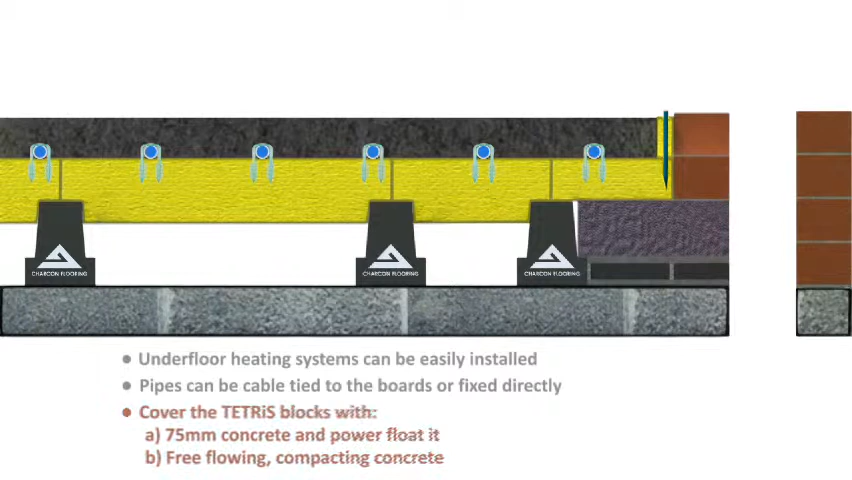 CHARCON FLOORING
CHARCON FLOORING
CHARCON FLOORING
● Underfloor heating systems can be easily installed
● Pipes can be cable tied to the boards or fixed directly
● Cover the TETRiS blocks with:
a) 75mm concrete and power float it
b) Free flowing, compacting concrete